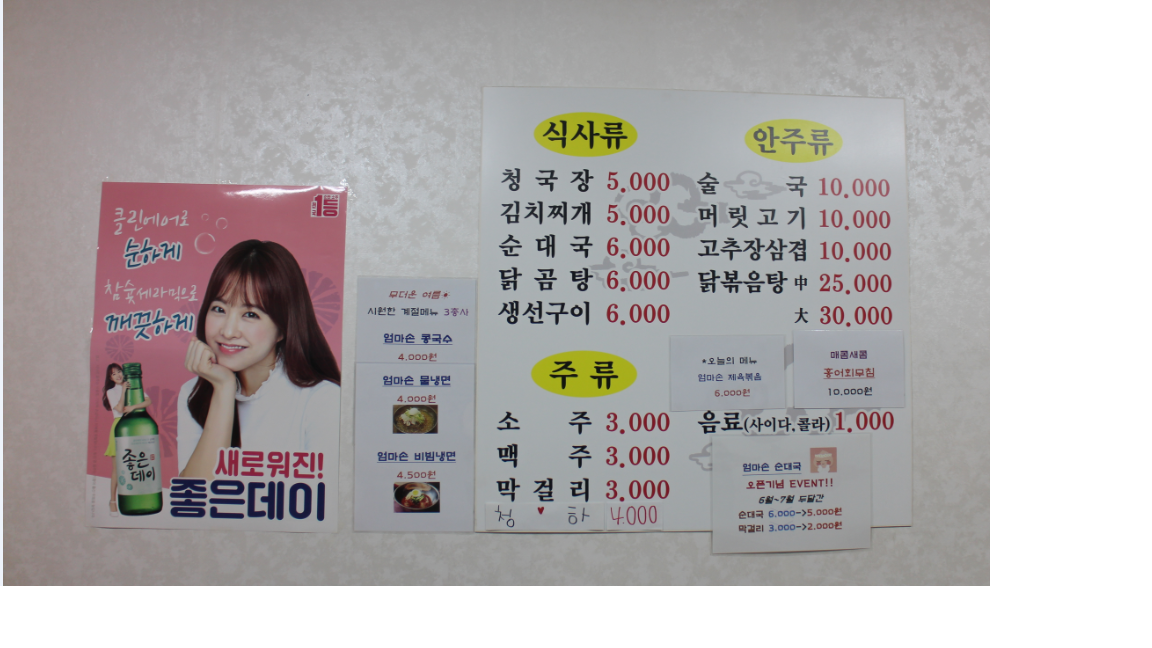 클린에어로
순하게
참숯세라믹으로
깨끗하게
1등
좋은
데이
새로워진!
좋은데이
무더운 여름*
시원한 계절메뉴 3종사
엄마손 콩국수
4.000원
엄마손 물냉면
4.000원
엄마손 비빔냉면
4.500원
식사류
청국장 5.000
김치찌개 5.000
순대국 6.000
닭곰탕 6.000
생선구이 6.000
주류
소주 3.000
맥주 3.000
막걸리 3.000
청♥하 4.000
안주류
술국 10.000
머릿고기 10.000
고추장삼겹 10.000
닭볶음탕 中 25.000
大 30.000
*오늘의 메뉴
엄마손 제육볶음
6.000원
매콤새콤
홍어회무침
10.000원
음료(사이다.콜라) 1.000
엄마손 순대국
오픈기념 EVENT!!
6월~7월 두달간
순대국 6.000->5.000원
막걸리 3.000->2.000원